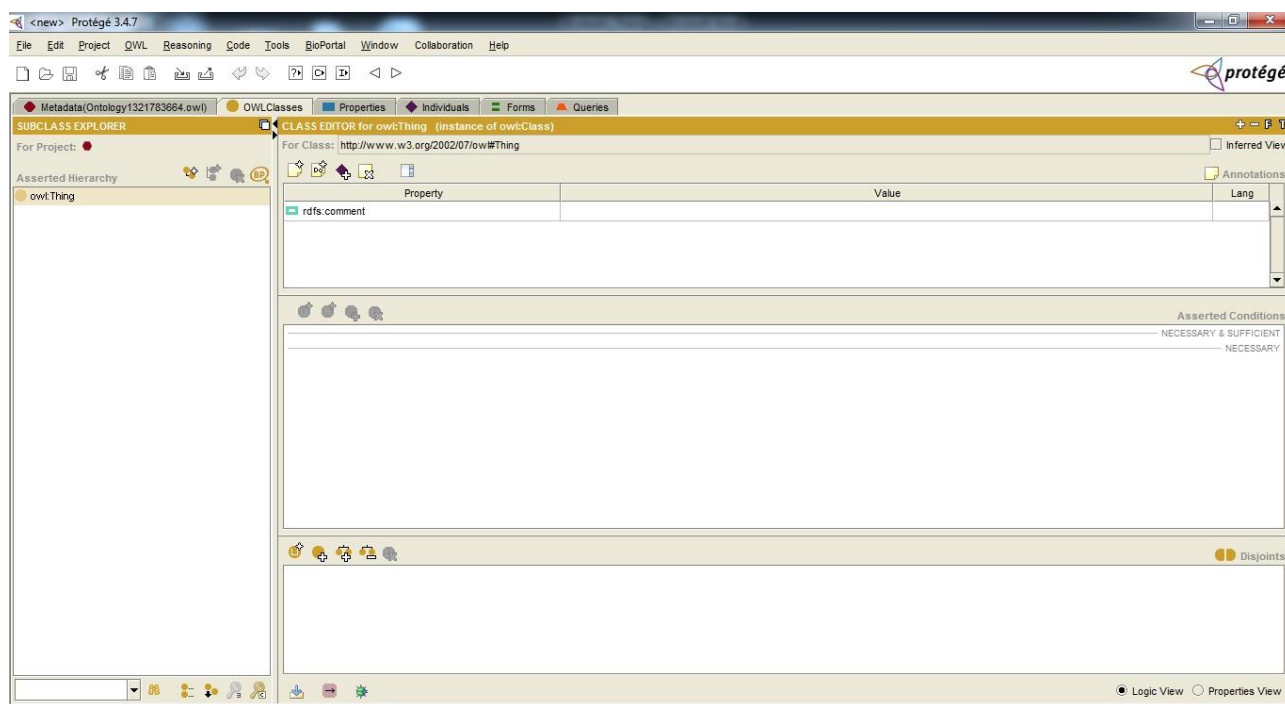 <new> Protégé 3.4.7
File Edit Project OWL Reasoning Code Tools BioPortal Window Collaboration Help
protégé
Metadata(Ontology1321783664.owl) OWLClasses Properties Individuals Forms Queries
SUBCLASS EXPLORER
For Project:
Asserted Hierarchy
BP
owl:Thing
CLASS EDITOR for owl:Thing (instance of owl:Class)
For Class: http://www.w3.org/2002/07/owl#Thing
Inferred View
Annotations
Property Value Lang
rdfs:comment
Asserted Conditions
NECESSARY & SUFFICIENT
NECESSARY
Disjoints
Logic View Properties View